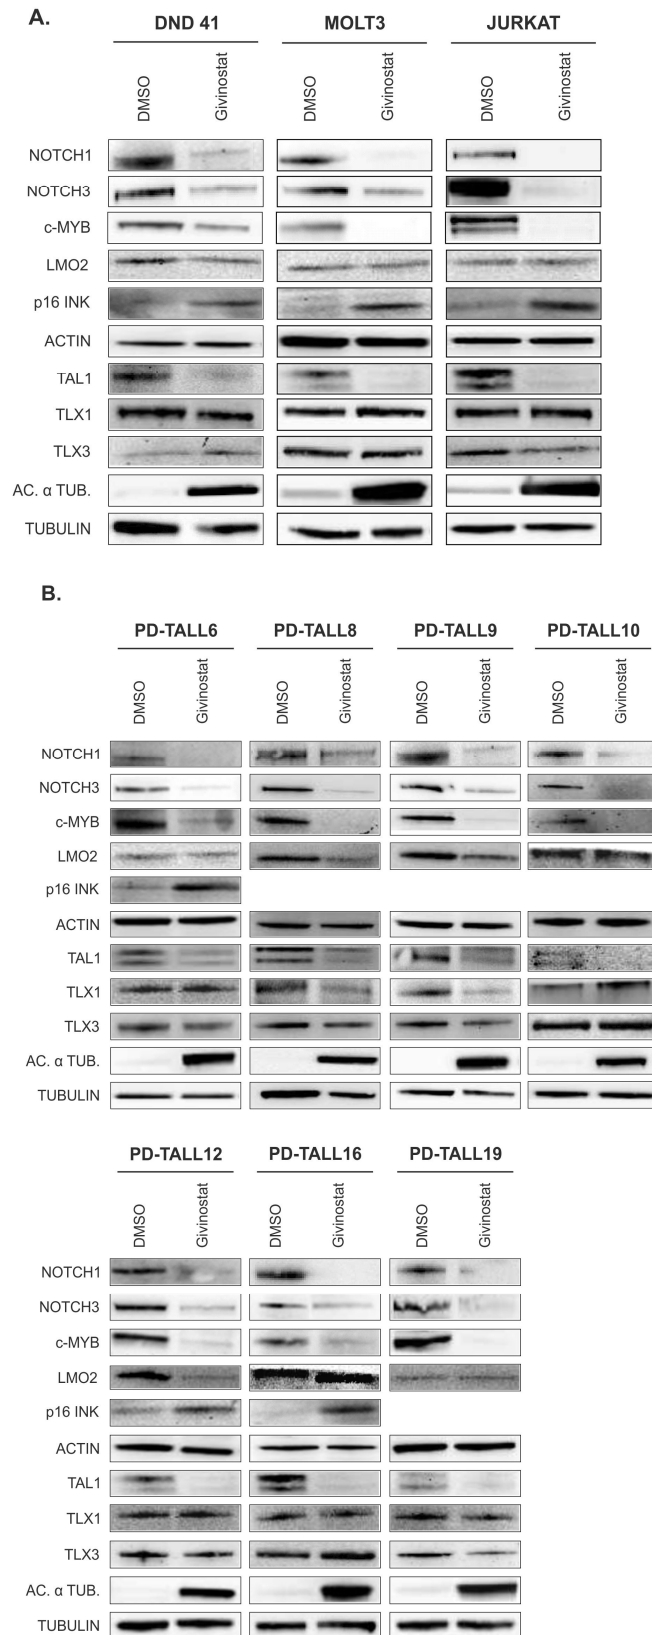 A.
DND 41 MOLT3 JURKAT
DMSO Givinostat DMSO Givinostat DMSO Givinostat
NOTCH1
NOTCH3
c-MYB
LMO2
p16 INK
ACTIN
TAL1
TLX1
TLX3
AC. α TUB.
TUBULIN
B.
PD-TALL6 PD-TALL8 PD-TALL9 PD-TALL10
DMSO Givinostat DMSO Givinostat DMSO Givinostat DMSO Givinostat
NOTCH1
NOTCH3
c-MYB
LMO2
p16 INK
ACTIN
TAL1
TLX1
TLX3
AC. α TUB.
TUBULIN
PD-TALL12 PD-TALL16 PD-TALL19
DMSO Givinostat DMSO Givinostat DMSO Givinostat
NOTCH1
NOTCH3
c-MYB
LMO2
p16 INK
ACTIN
TAL1
TLX1
TLX3
AC. α TUB.
TUBULIN